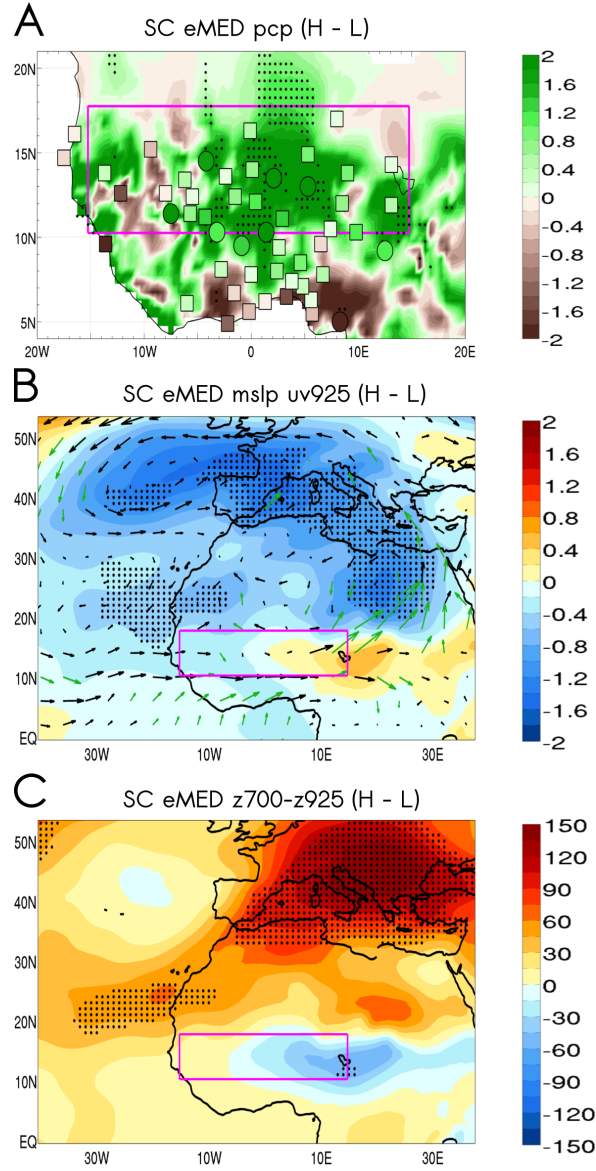 A
SC eMED pcp (H - L)
20N
15N
10N
5N
20W
10W
0
10E
20E
2
1.6
1.2
0.8
0.4
0
-0.4
-0.8
-1.2
-1.6
-2
B
SC eMED mslp uv925 (H - L)
50N
40N
30N
20N
10N
EQ
30W
10W
10E
30E
2
1.6
1.2
0.8
0.4
0
-0.4
-0.8
-1.2
-1.6
-2
C
SC eMED z700-z925 (H - L)
50N
40N
30N
20N
10N
EQ
30W
10W
10E
30E
150
120
90
60
30
0
-30
-60
-90
-120
-150